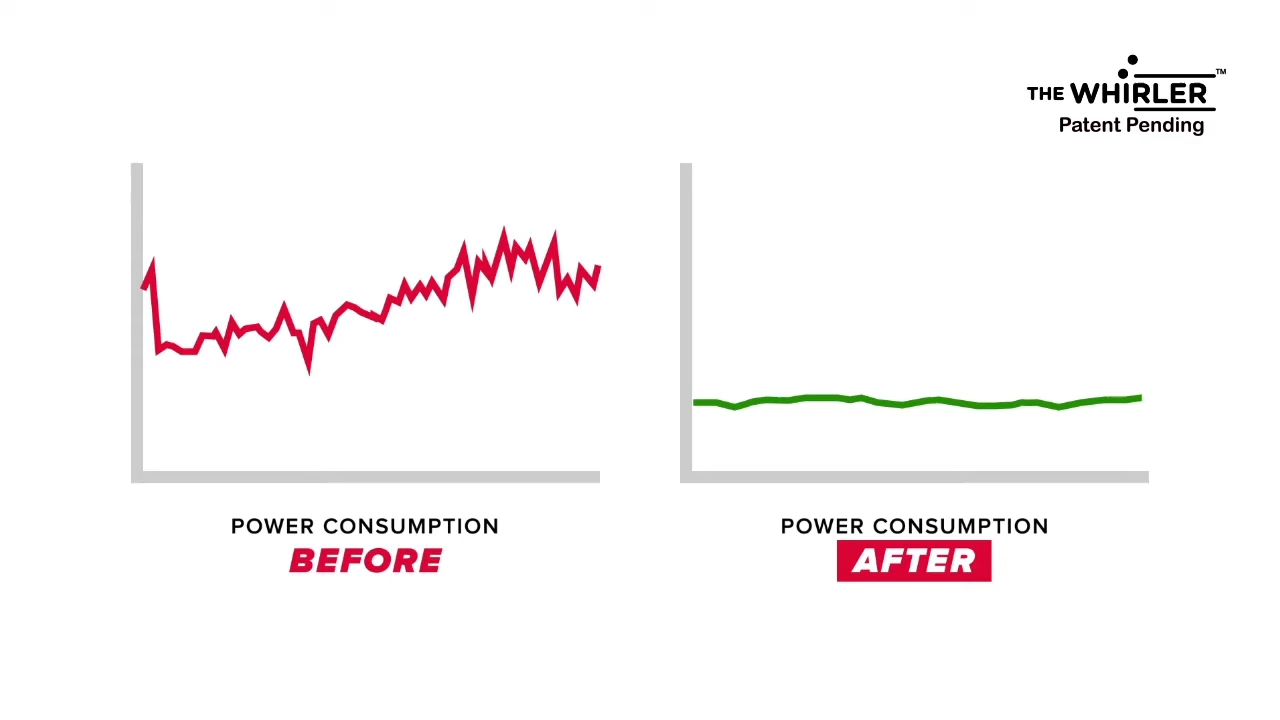 THE WHIRLER™
Patent Pending
POWER CONSUMPTION
BEFORE
POWER CONSUMPTION
AFTER